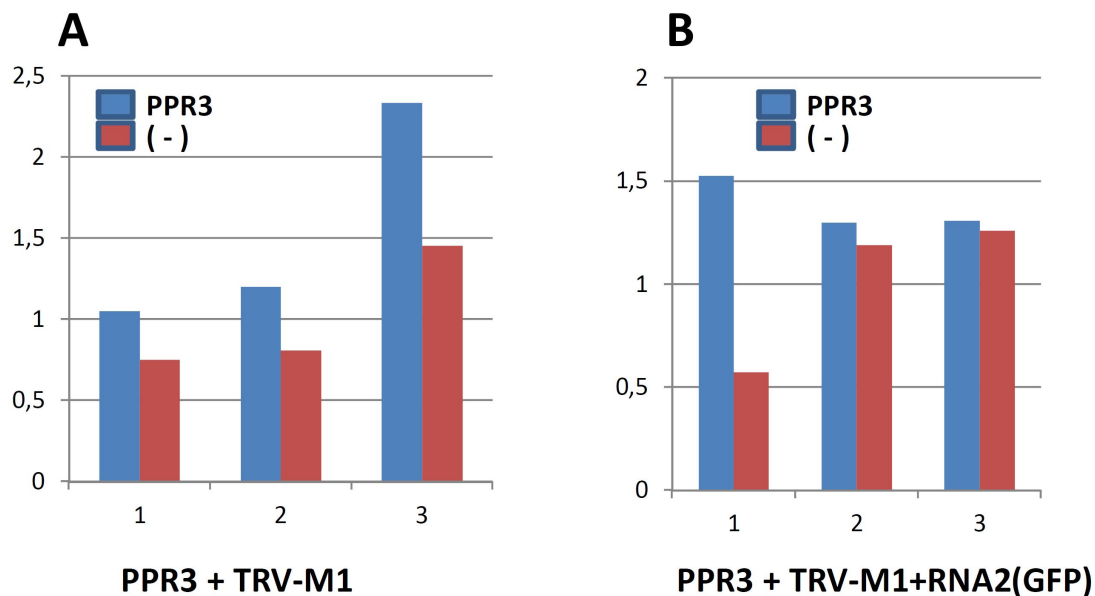 A
2,5
2
1,5
1
0,5
0
PPR3
( - )
1 2 3
PPR3 + TRV-M1
B
2
1,5
1
0,5
0
PPR3
( - )
1 2 3
PPR3 + TRV-M1+RNA2(GFP)